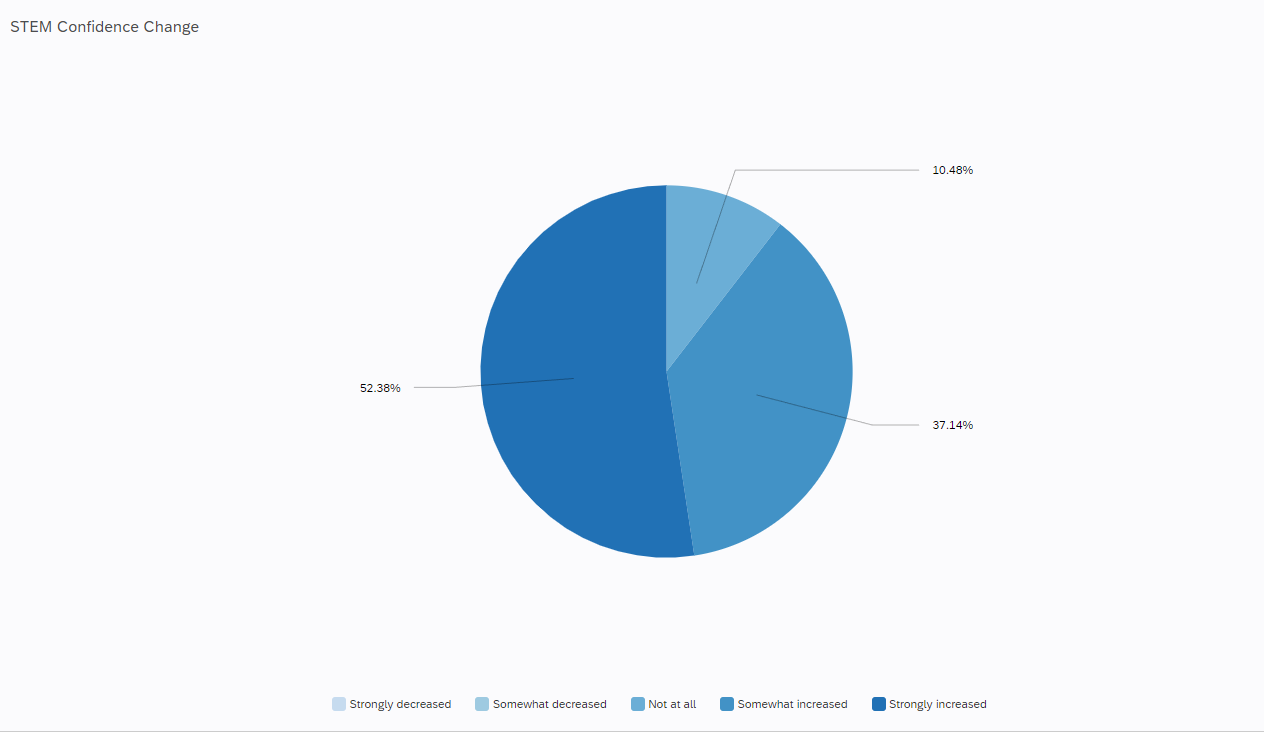 STEM Confidence Change
10.48%
52.38%
37.14%
Strongly decreased
Somewhat decreased
Not at all
Somewhat increased
Strongly increased